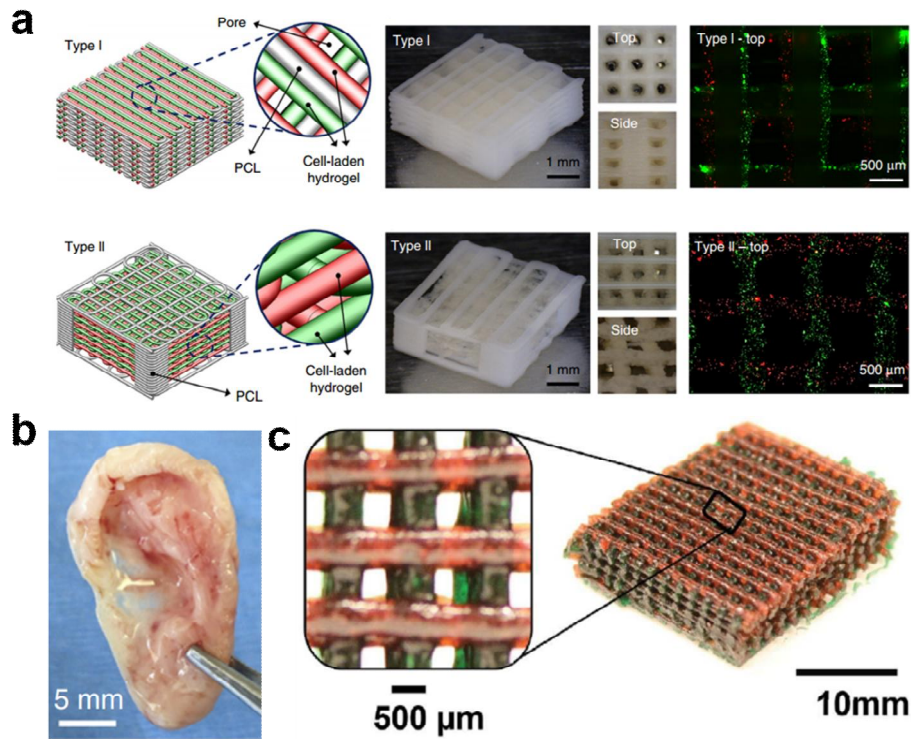 a
Type I
Pore
PCL
Cell-laden
hydrogel
Type I
1 mm
Top
Side
Type I - top
500 μm
Type II
PCL
Cell-laden
hydrogel
Type II
1 mm
Top
Side
Type II – top
500 μm
b
5 mm
c
500 μm
10mm